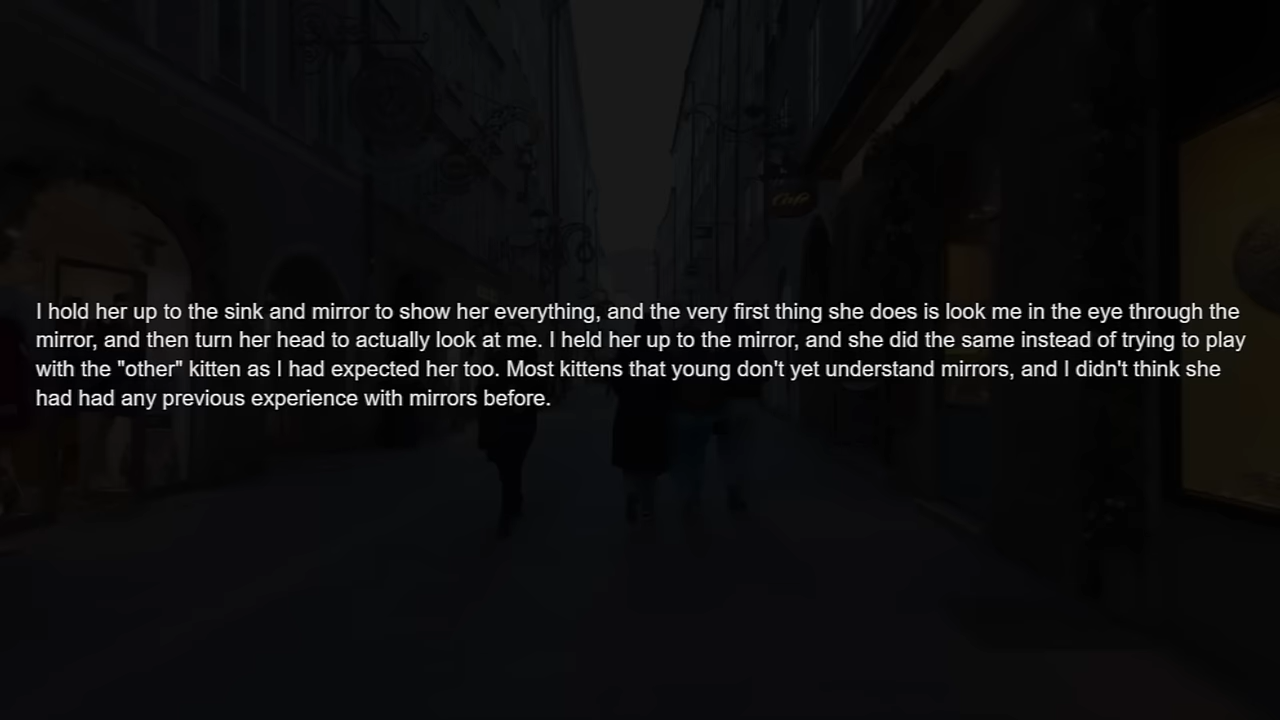 Cafe
I hold her up to the sink and mirror to show her everything, and the very first thing she does is look me in the eye through the
mirror, and then turn her head to actually look at me. I held her up to the mirror, and she did the same instead of trying to play
with the "other" kitten as I had expected her too. Most kittens that young don't yet understand mirrors, and I didn't think she
had had any previous experience with mirrors before.